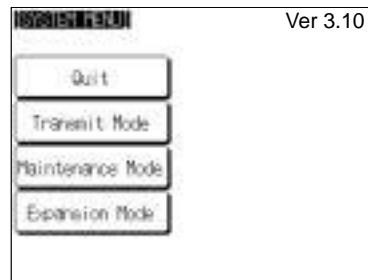 [SYSTEM MENU] Ver 3.10
Quit
Transmit Mode
Maintenance Mode
Expansion Mode